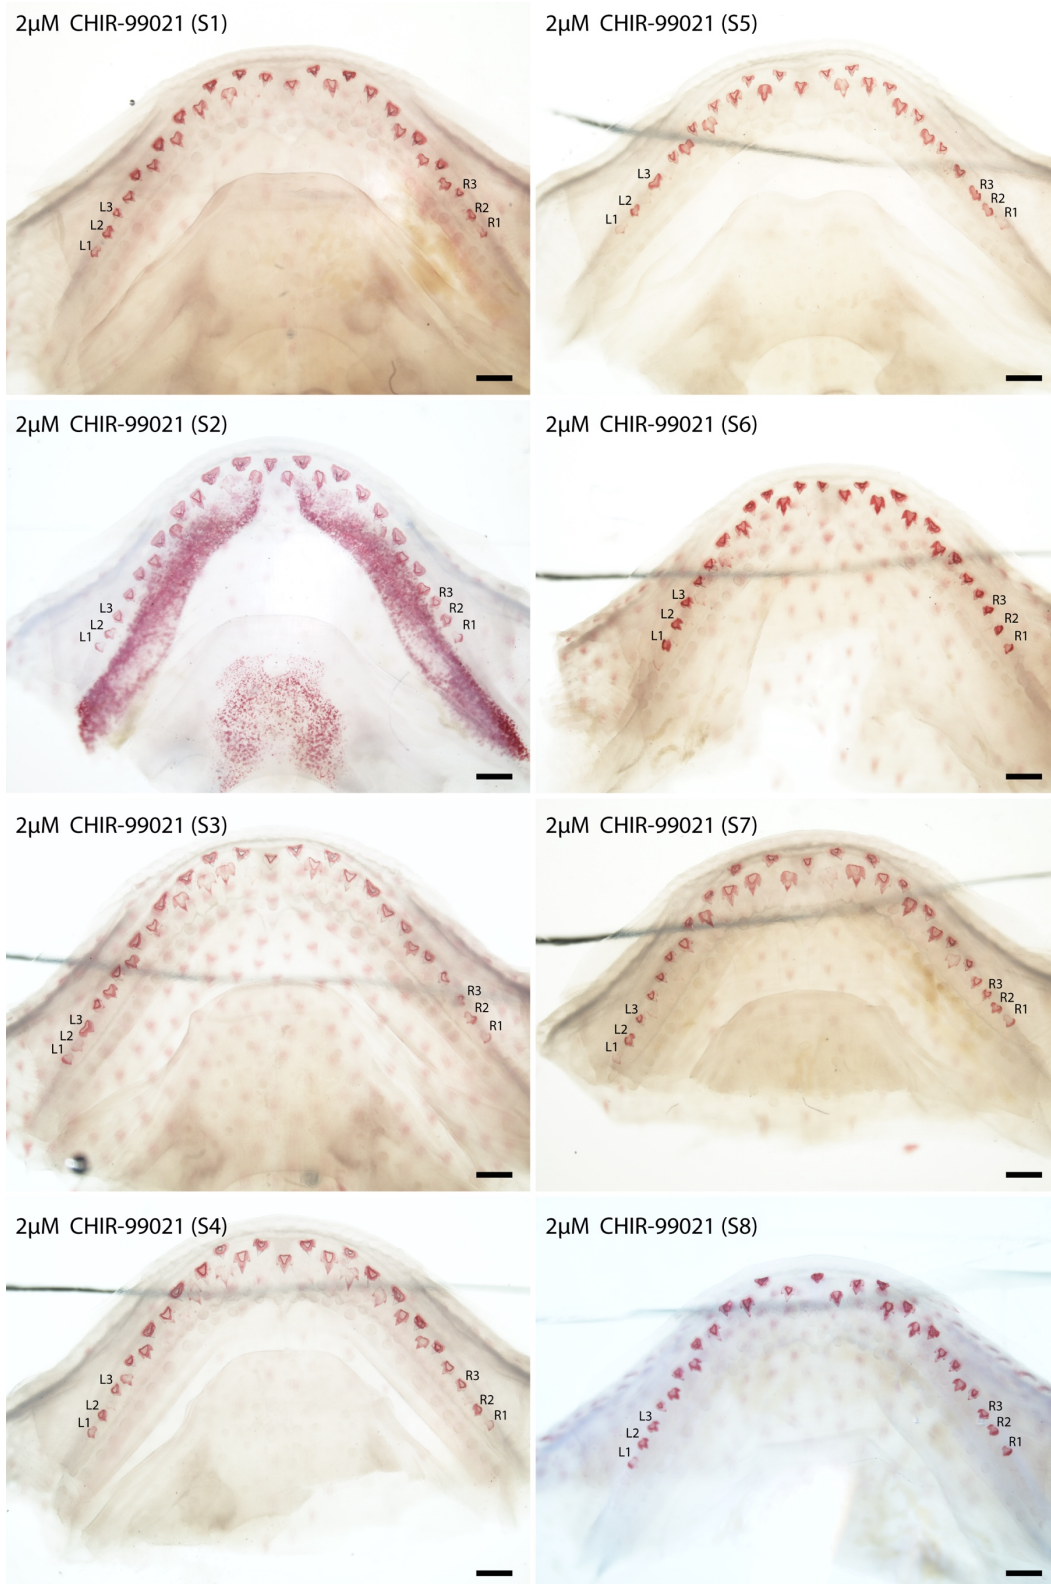 2μM CHIR-99021 (S1)
L3
L2
L1
R3
R2
R1
2μM CHIR-99021 (S5)
L3
L2
L1
R3
R2
R1
2μM CHIR-99021 (S2)
L3
L2
L1
R3
R2
R1
2μM CHIR-99021 (S6)
L3
L2
L1
R3
R2
R1
2μM CHIR-99021 (S3)
L3
L2
L1
R3
R2
R1
2μM CHIR-99021 (S7)
L3
L2
L1
R3
R2
R1
2μM CHIR-99021 (S4)
L3
L2
L1
R3
R2
R1
2μM CHIR-99021 (S8)
L3
L2
L1
R3
R2
R1